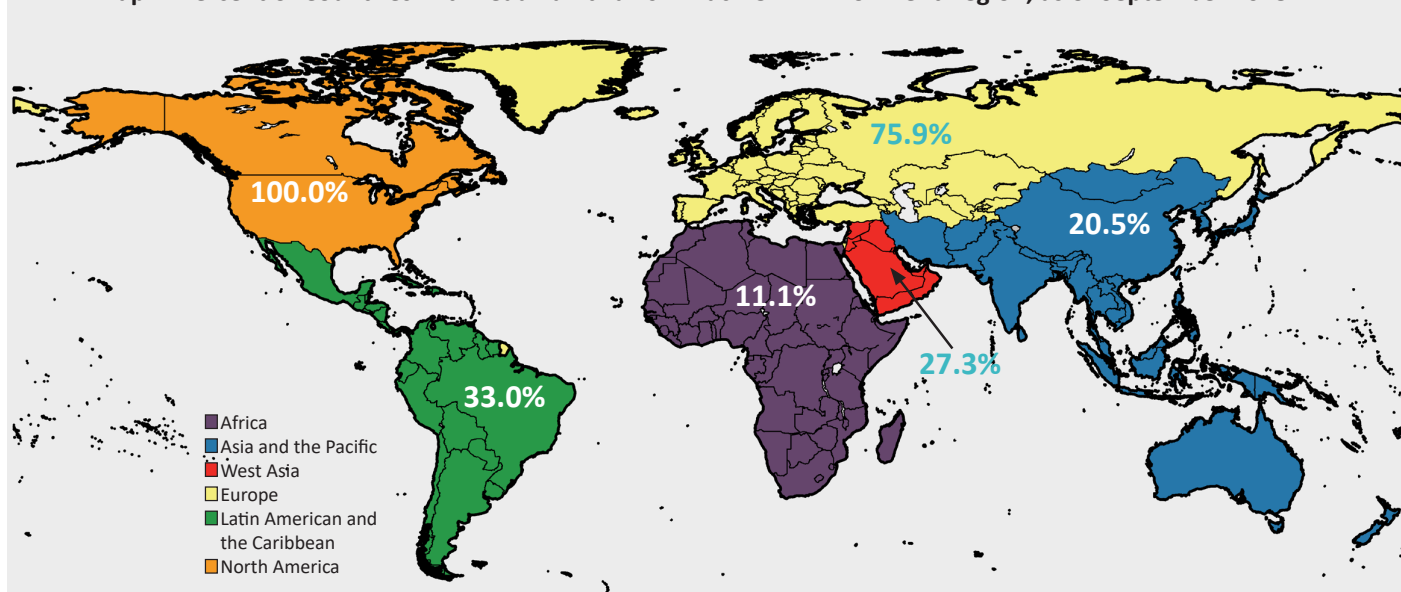 100.0%
75.9%
20.5%
11.1%
27.3%
33.0%
Africa
Asia and the Pacific
West Asia
Europe
Latin American and
the Caribbean
North America